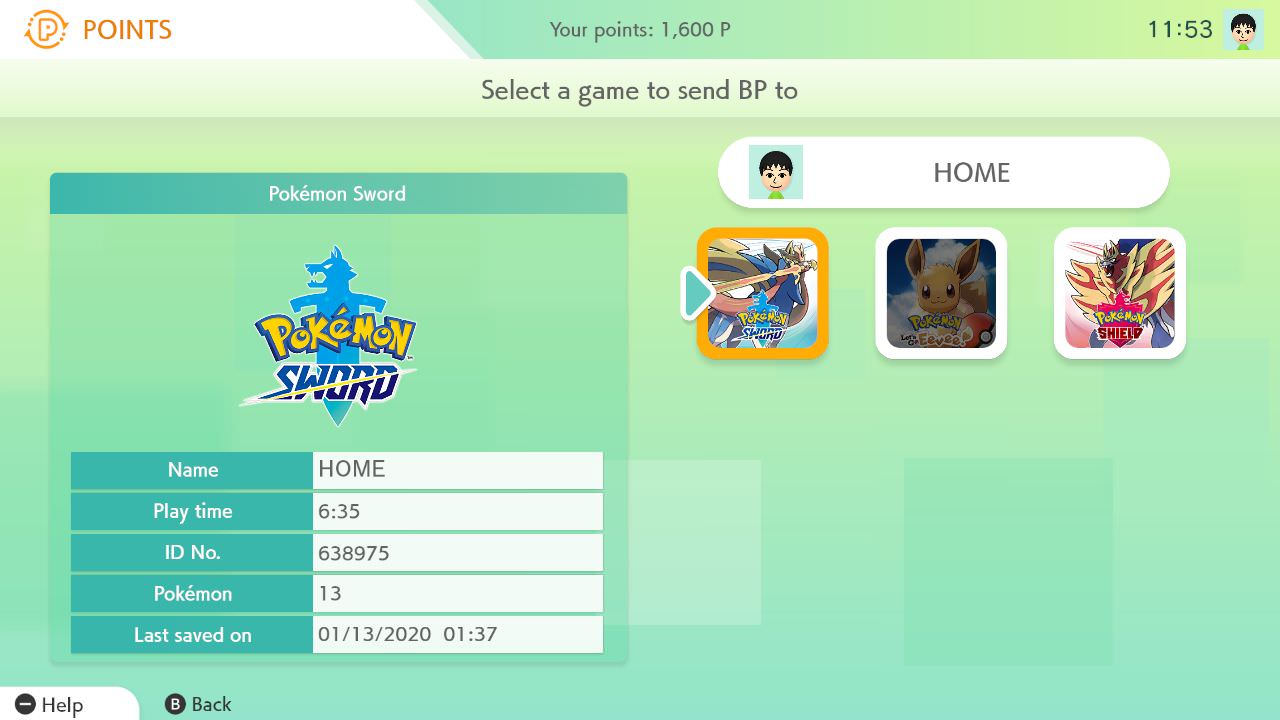 POINTS
Your points: 1,600 P
11:53
Select a game to send BP to
Pokémon Sword
POKÉMON
SWORD
Name HOME
Play time 6:35
ID No. 638975
Pokémon 13
Last saved on 01/13/2020 01:37
HOME
POKÉMON
SWORD
POKÉMON
Let's Go Eevee!
POKÉMON
SHIELD
Help
B Back